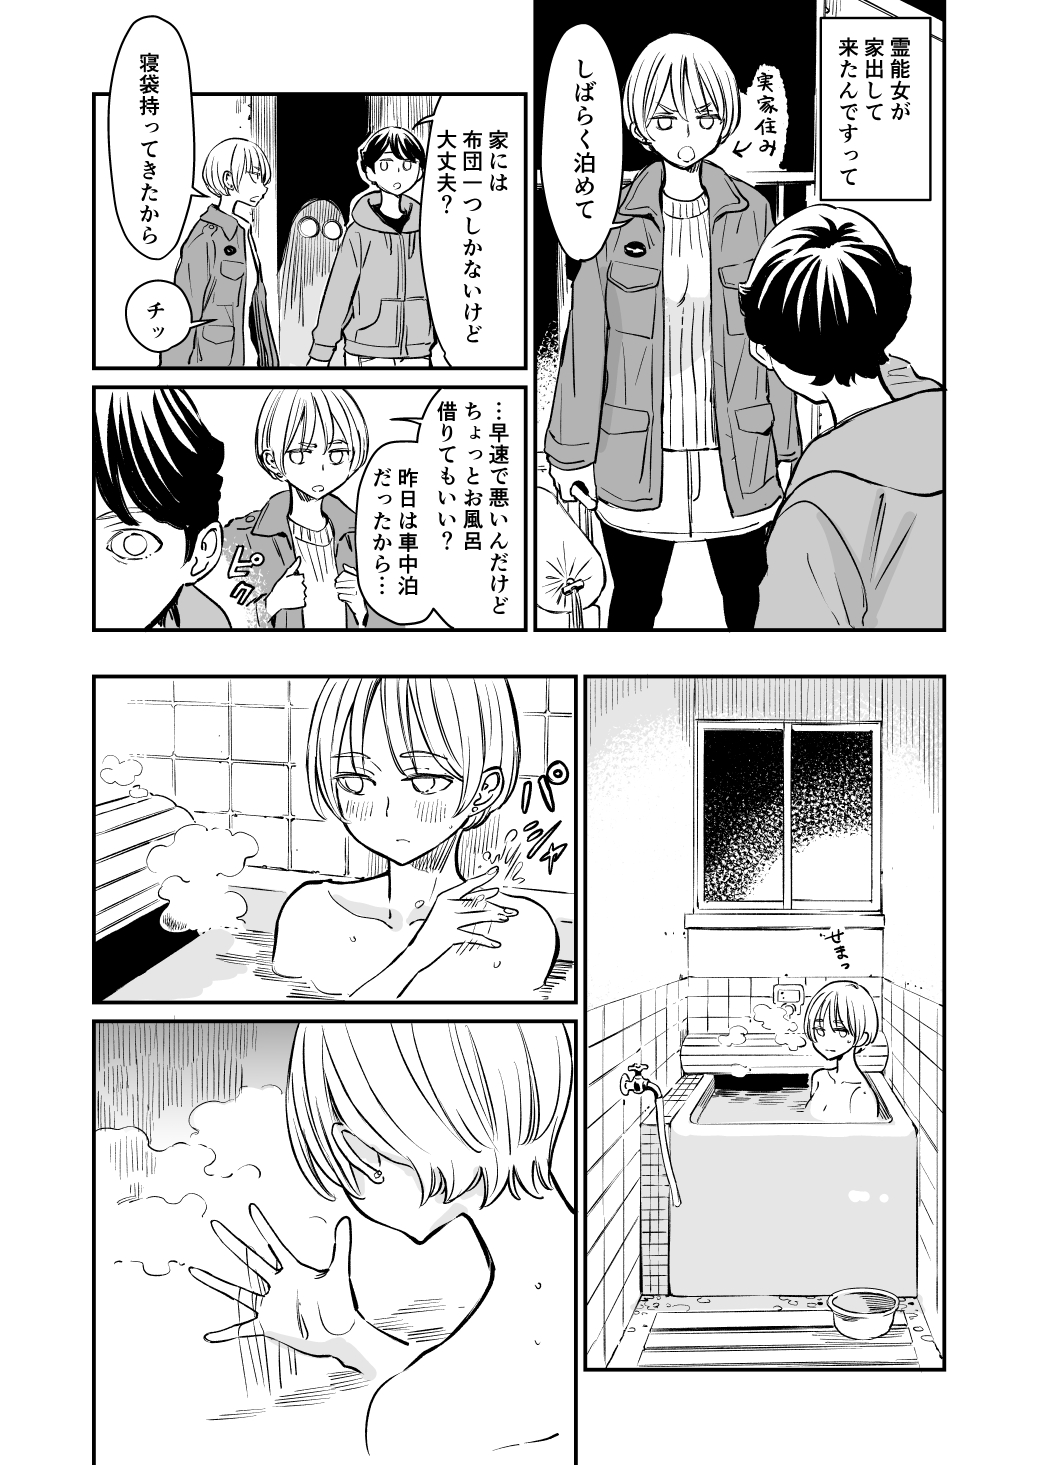 霊能女が
家出して
来たんですって
実家住み
しばらく泊めて
家には
布団一つしかないけど
大丈夫？
寝袋持ってきたから
チッ
…早速で悪いんだけど
ちょっとお風呂
借りてもいい？
昨日は車中泊
だったから…
ピクッ
せまっ
パシャ